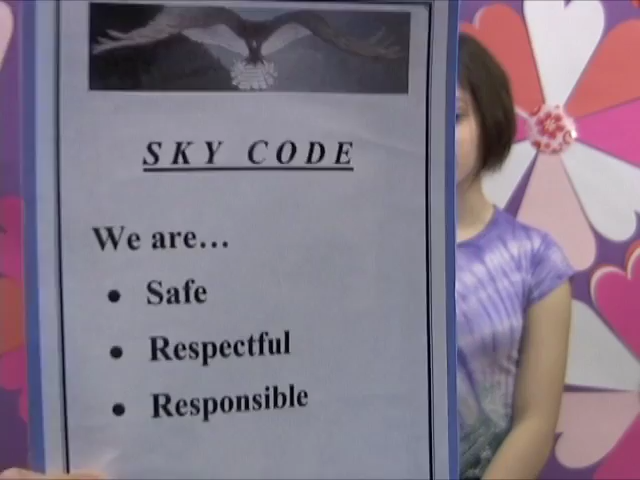 SKY CODE
We are...
• Safe
• Respectful
• Responsible